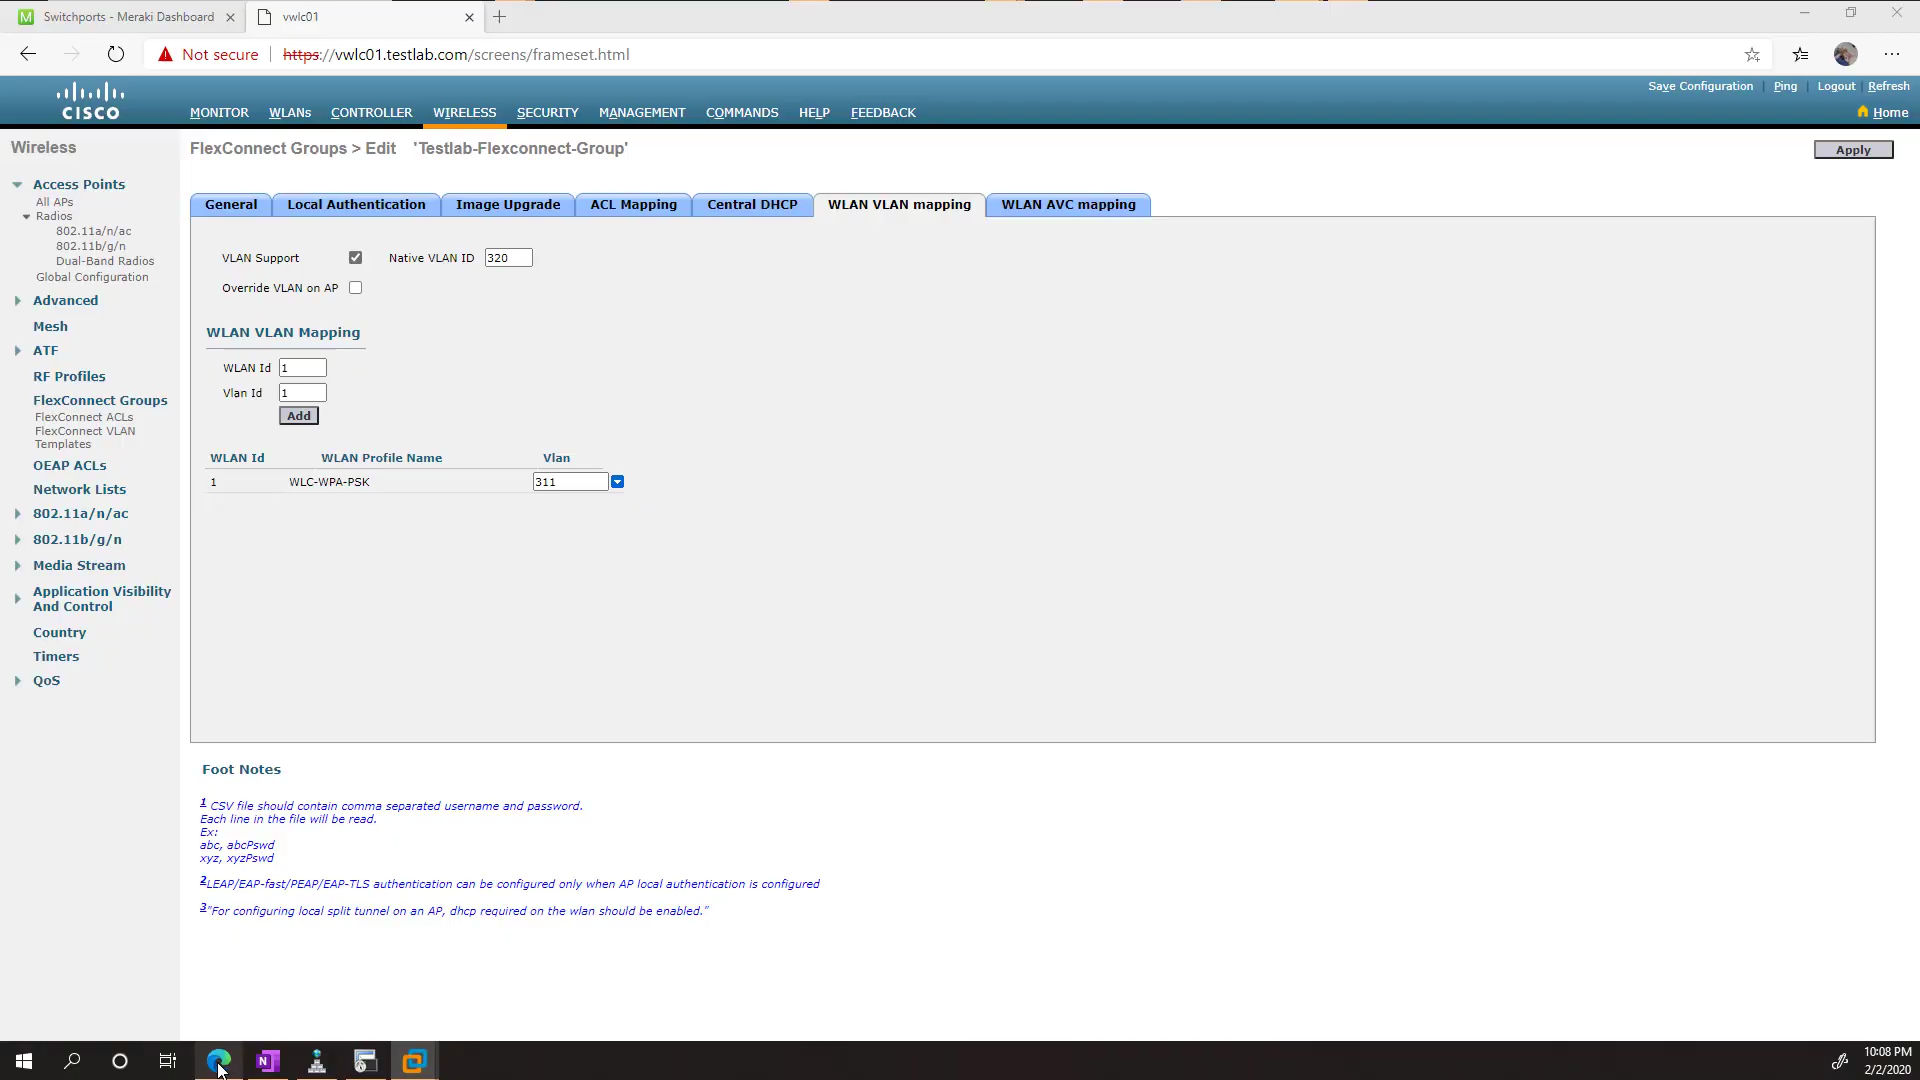 Switchports - Meraki Dashboard
vwlc01
Not secure
https://vwlc01.testlab.com/screens/frameset.html
Save Configuration | Ping | Logout | Refresh
CISCO
MONITOR WLANs CONTROLLER WIRELESS SECURITY MANAGEMENT COMMANDS HELP FEEDBACK
Home
Wireless
Access Points
All APs
Radios
802.11a/n/ac
802.11b/g/n
Dual-Band Radios
Global Configuration
Advanced
Mesh
ATF
RF Profiles
FlexConnect Groups
FlexConnect ACLs
FlexConnect VLAN
Templates
OEAP ACLs
Network Lists
802.11a/n/ac
802.11b/g/n
Media Stream
Application Visibility
And Control
Country
Timers
QoS
FlexConnect Groups > Edit 'Testlab-Flexconnect-Group'
Apply
General Local Authentication Image Upgrade ACL Mapping Central DHCP WLAN VLAN mapping WLAN AVC mapping
VLAN Support Native VLAN ID 320
Override VLAN on AP
WLAN VLAN Mapping
WLAN Id 1
Vlan Id 1
Add
WLAN Id WLAN Profile Name Vlan
1 WLC-WPA-PSK 311
Foot Notes
1 CSV file should contain comma separated username and password.
Each line in the file will be read.
Ex:
abc, abcPswd
xyz, xyzPswd
2 LEAP/EAP-fast/PEAP/EAP-TLS authentication can be configured only when AP local authentication is configured
3 "For configuring local split tunnel on an AP, dhcp required on the wlan should be enabled."
10:08 PM
2/2/2020